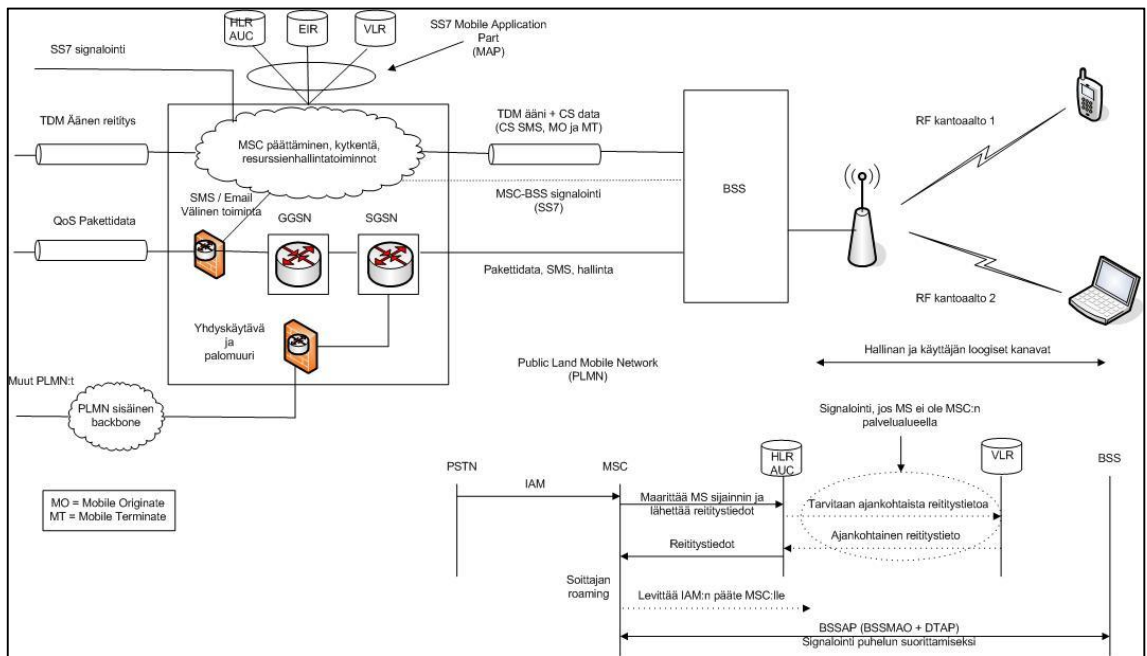 HLR
AUC
EIR
VLR
SS7 Mobile Application
Part
(MAP)
SS7 signalointi
TDM Äänen reititys
MSC päättäminen, kytkentä,
resurssienhallintatoiminnot
TDM ääni + CS data
(CS SMS, MO ja MT)
BSS
RF kantoaalto 1
MSC-BSS signalointi
(SS7)
SMS / Email
Välinen toiminta
QoS Pakettidata
GGSN
SGSN
Pakettidata, SMS, hallinta
RF kantoaalto 2
Yhdyskäytävä
ja
palomuuri
Public Land Mobile Network
(PLMN)
Hallinan ja käyttäjän loogiset kanavat
Muut PLMN:t
PLMN sisäinen
backbone
Signalointi, jos MS ei ole MSC:n
palvelualueella
PSTN
MSC
HLR
AUC
VLR
BSS
IAM
MO = Mobile Originate
MT = Mobile Terminate
Maarittää MS sijainnin ja
lähettää reititystiedot
Tarvitaan ajankohtaista reititystietoa
Reititystiedot
Ajankohtainen reititystieto
Soittajan
roaming
Levittää IAM:n pääte MSC:lle
BSSAP (BSSMAO + DTAP)
Signalointi puhelun suorittamiseksi